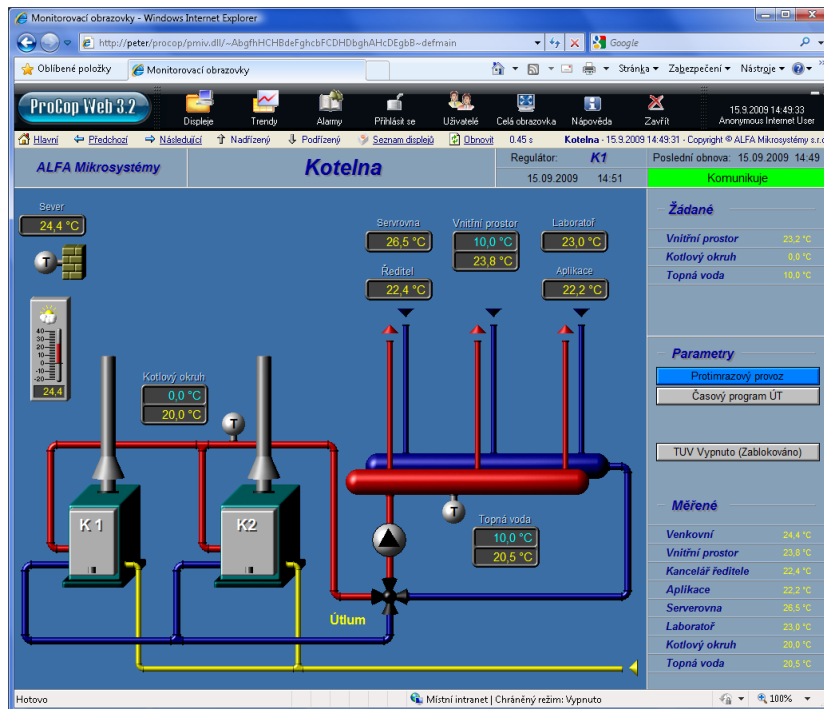 Monitorovací obrazovky - Windows Internet Explorer
http://peter/procop/pmiv.dll/~AbgfhHCHBdeFghcbFCDHDbghAHcDEgbB~defmain
Google
Oblíbené položky
Monitorovací obrazovky
Stránka
Zabezpečení
Nástroje
ProCop Web 3.2
Displeje
Trendy
Alarmy
Přihlásit se
Uživatelé
Celá obrazovka
Nápověda
Zavřít
15.9.2009 14:49:33
Anonymous Internet User
Hlavní
Předchozí
Následující
Nadřízený
Podřízený
Seznam displejů
Obnovit
0.45 s
Kotelna - 15.9.2009 14:49:31 - Copyright © ALFA Mikrosystémy s.r.o
ALFA Mikrosystémy
Kotelna
Regulátor: K1
15.09.2009 14:51
Poslední obnova: 15.09.2009 14:49
Komunikuje
Sever
24,4 °C
T
40
30
20
10
0
-10
-20
24,4
Servrovna
26,5 °C
Vnitřní prostor
10,0 °C
23,8 °C
Laboratoř
23,0 °C
Ředitel
22,4 °C
Aplikace
22,2 °C
Kotlový okruh
0,0 °C
20,0 °C
T
K 1
K2
T
Topná voda
10,0 °C
20,5 °C
Útlum
Žádané
Vnitřní prostor 23,2 °C
Kotlový okruh 0,0 °C
Topná voda 10,0 °C
Parametry
Protimrazový provoz
Časový program ÚT
TUV Vypnuto (Zablokováno)
Měřené
Venkovní 24,4 °C
Vnitřní prostor 23,8 °C
Kancelář ředitele 22,4 °C
Aplikace 22,2 °C
Serverovna 26,5 °C
Laboratoř 23,0 °C
Kotlový okruh 20,0 °C
Topná voda 20,5 °C
Hotovo
Místní intranet | Chráněný režim: Vypnuto
100%